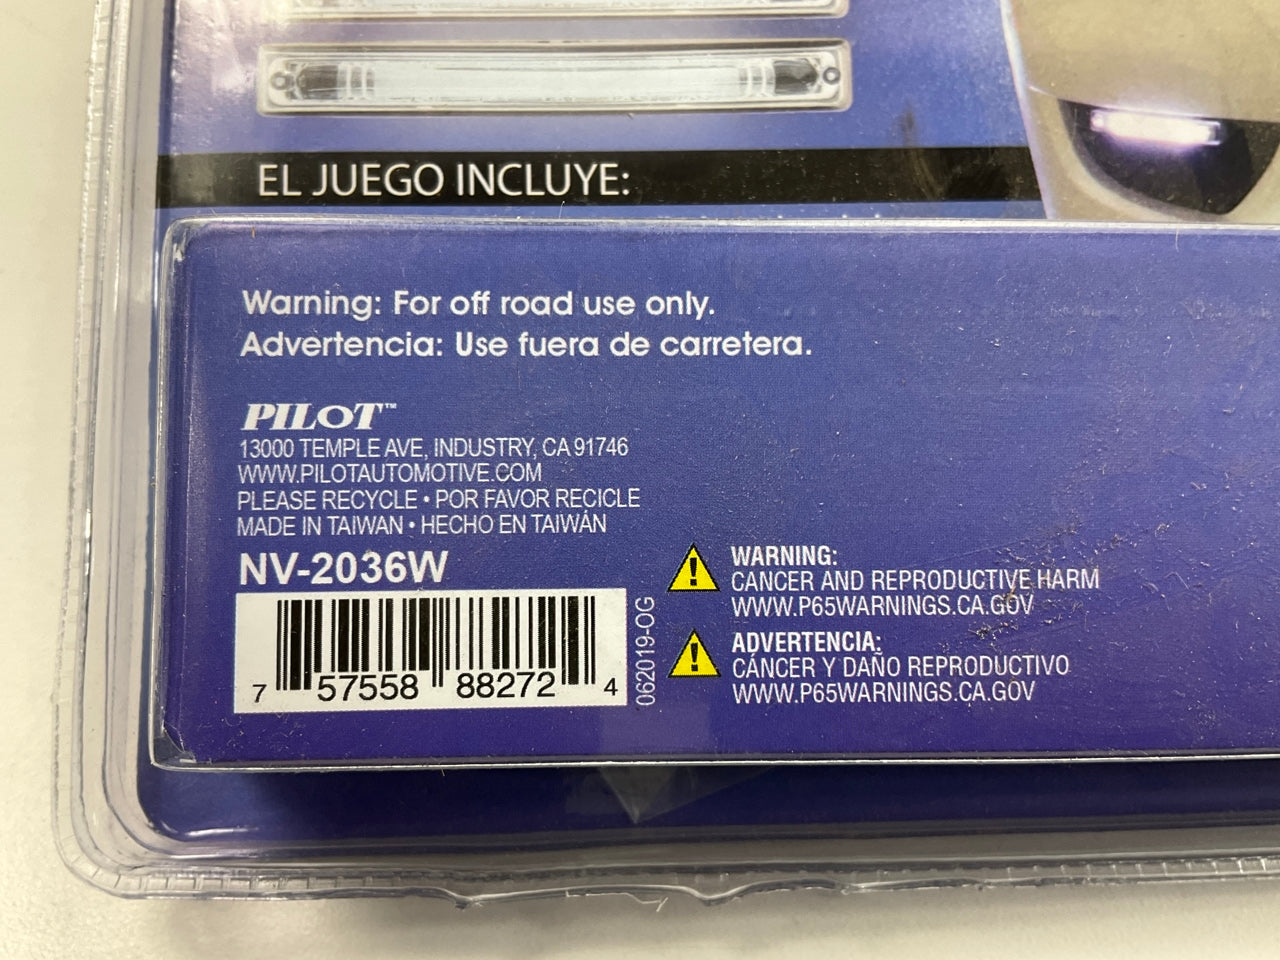 EL JUEGO INCLUYE:
Warning: For off road use only.
Advertencia: Use fuera de carretera.
PILOT™
13000 TEMPLE AVE, INDUSTRY, CA 91746
WWW.PILOTAUTOMOTIVE.COM
PLEASE RECYCLE • POR FAVOR RECICLE
MADE IN TAIWAN • HECHO EN TAIWÁN
NV-2036W
7 57558 88272 4
062019-OG
WARNING:
CANCER AND REPRODUCTIVE HARM
WWW.P65WARNINGS.CA.GOV
ADVERTENCIA:
CÁNCER Y DAÑO REPRODUCTIVO
WWW.P65WARNINGS.CA.GOV